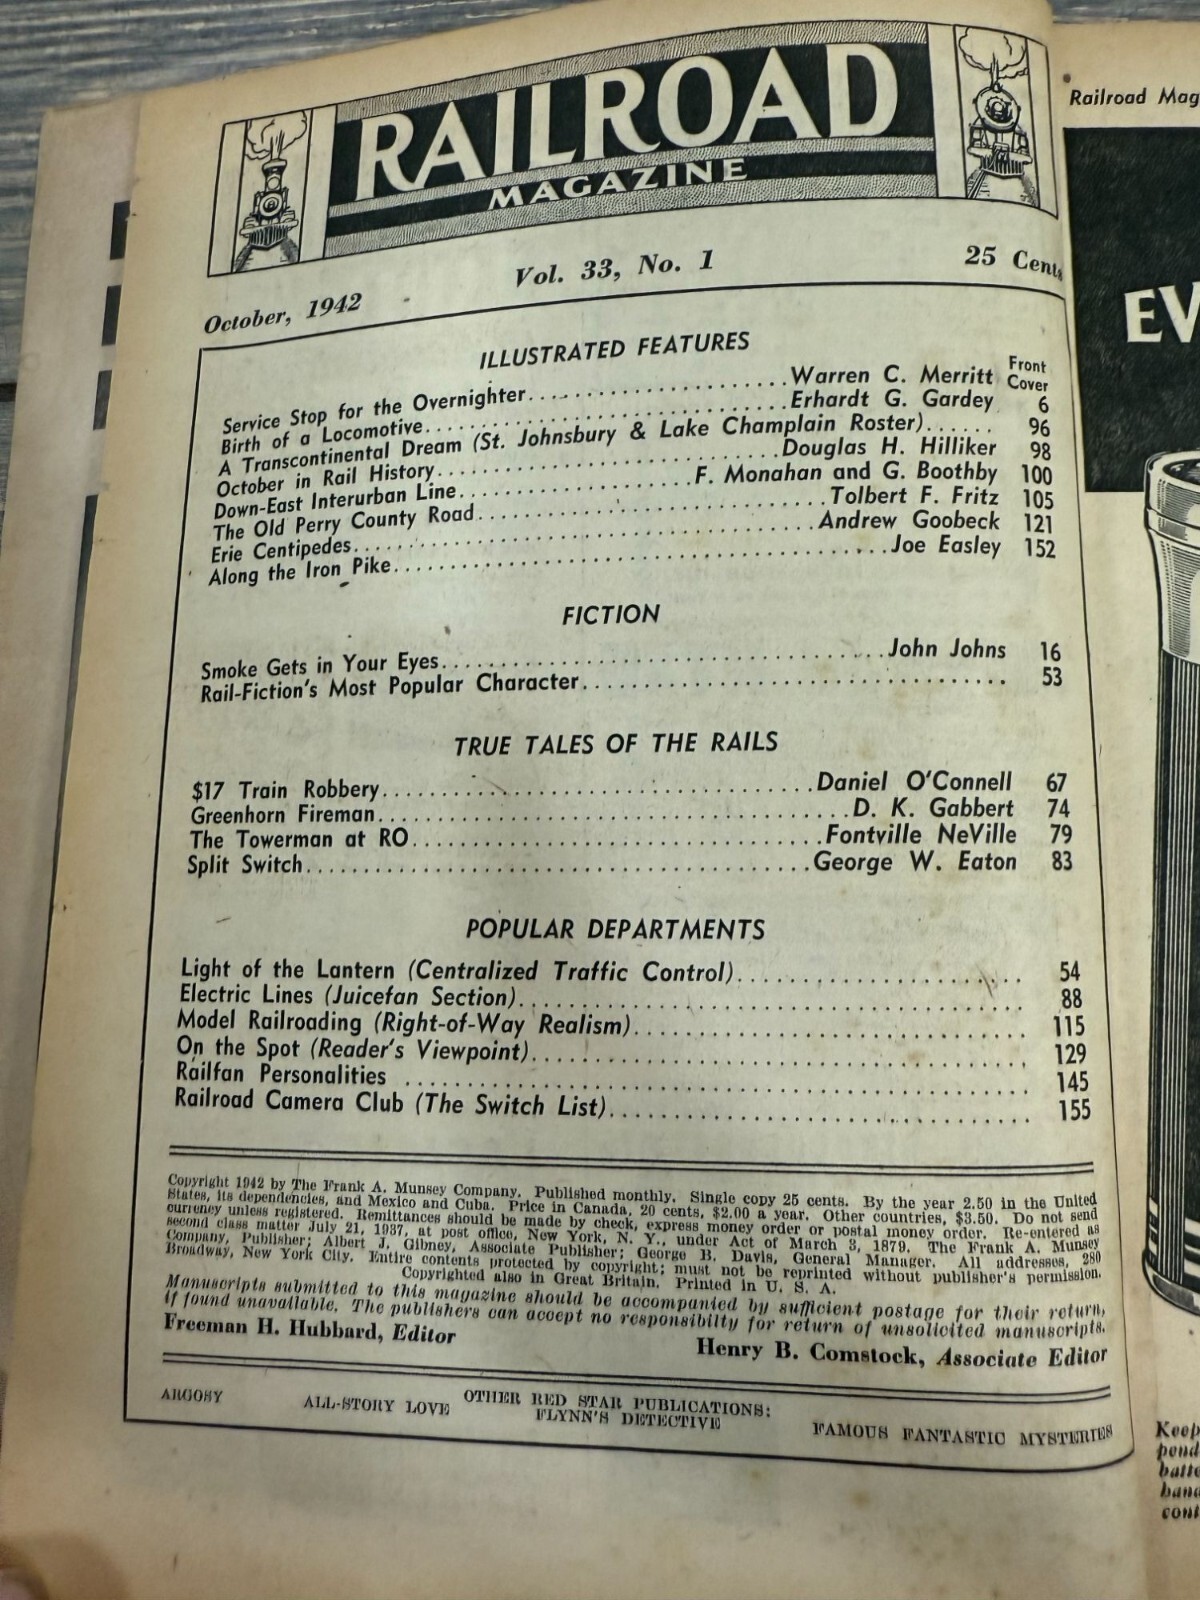 RAILROAD
MAGAZINE
October, 1942 Vol. 33, No. 1 25 Cents
ILLUSTRATED FEATURES
Service Stop for the Overnighter Warren C. Merritt Front Cover
Birth of a Locomotive Erhardt G. Gardey 6
A Transcontinental Dream (St. Johnsbury & Lake Champlain Roster) 96
October in Rail History Douglas H. Hilliker 98
Down-East Interurban Line F. Monahan and G. Boothby 100
The Old Perry County Road Tolbert F. Fritz 105
Erie Centipedes Andrew Goobeck 121
Along the Iron Pike Joe Easley 152
FICTION
Smoke Gets in Your Eyes John Johns 16
Rail-Fiction's Most Popular Character 53
TRUE TALES OF THE RAILS
$17 Train Robbery Daniel O'Connell 67
Greenhorn Fireman D. K. Gabbert 74
The Towerman at RO Fontville NeVille 79
Split Switch George W. Eaton 83
POPULAR DEPARTMENTS
Light of the Lantern (Centralized Traffic Control) 54
Electric Lines (Juicefan Section) 88
Model Railroading (Right-of-Way Realism) 115
On the Spot (Reader's Viewpoint) 129
Railfan Personalities 145
Railroad Camera Club (The Switch List) 155
Copyright 1942 by The Frank A. Munsey Company. Published monthly. Single copy 25 cents. By the year 2.50 in the United
States, its dependencies, and Mexico and Cuba. Price in Canada, 20 cents, $2.00 a year. Other countries, $3.50. Do not send
currency unless registered. Remittances should be made by check, express money order or postal money order. Re-entered as
second class matter July 21, 1937, at post office, New York, N. Y., under Act of March 3, 1879. The Frank A. Munsey
Company, Publisher; Albert J. Gibney, Associate Publisher; George B. Davis, General Manager. All addresses, 280
Broadway, New York City. Entire contents protected by copyright; must not be reprinted without publisher's permission.
Copyrighted also in Great Britain. Printed in U. S. A.
Manuscripts submitted to this magazine should be accompanied by sufficient postage for their return,
if found unavailable. The publishers can accept no responsibilty for return of unsolicited manuscripts.
Freeman H. Hubbard, Editor Henry B. Comstock, Associate Editor
OTHER RED STAR PUBLICATIONS:
ARGOSY ALL-STORY LOVE FLYNN'S DETECTIVE FAMOUS FANTASTIC MYSTERIES
Railroad Mag
EV
Keep
pend
batte
hand
cont